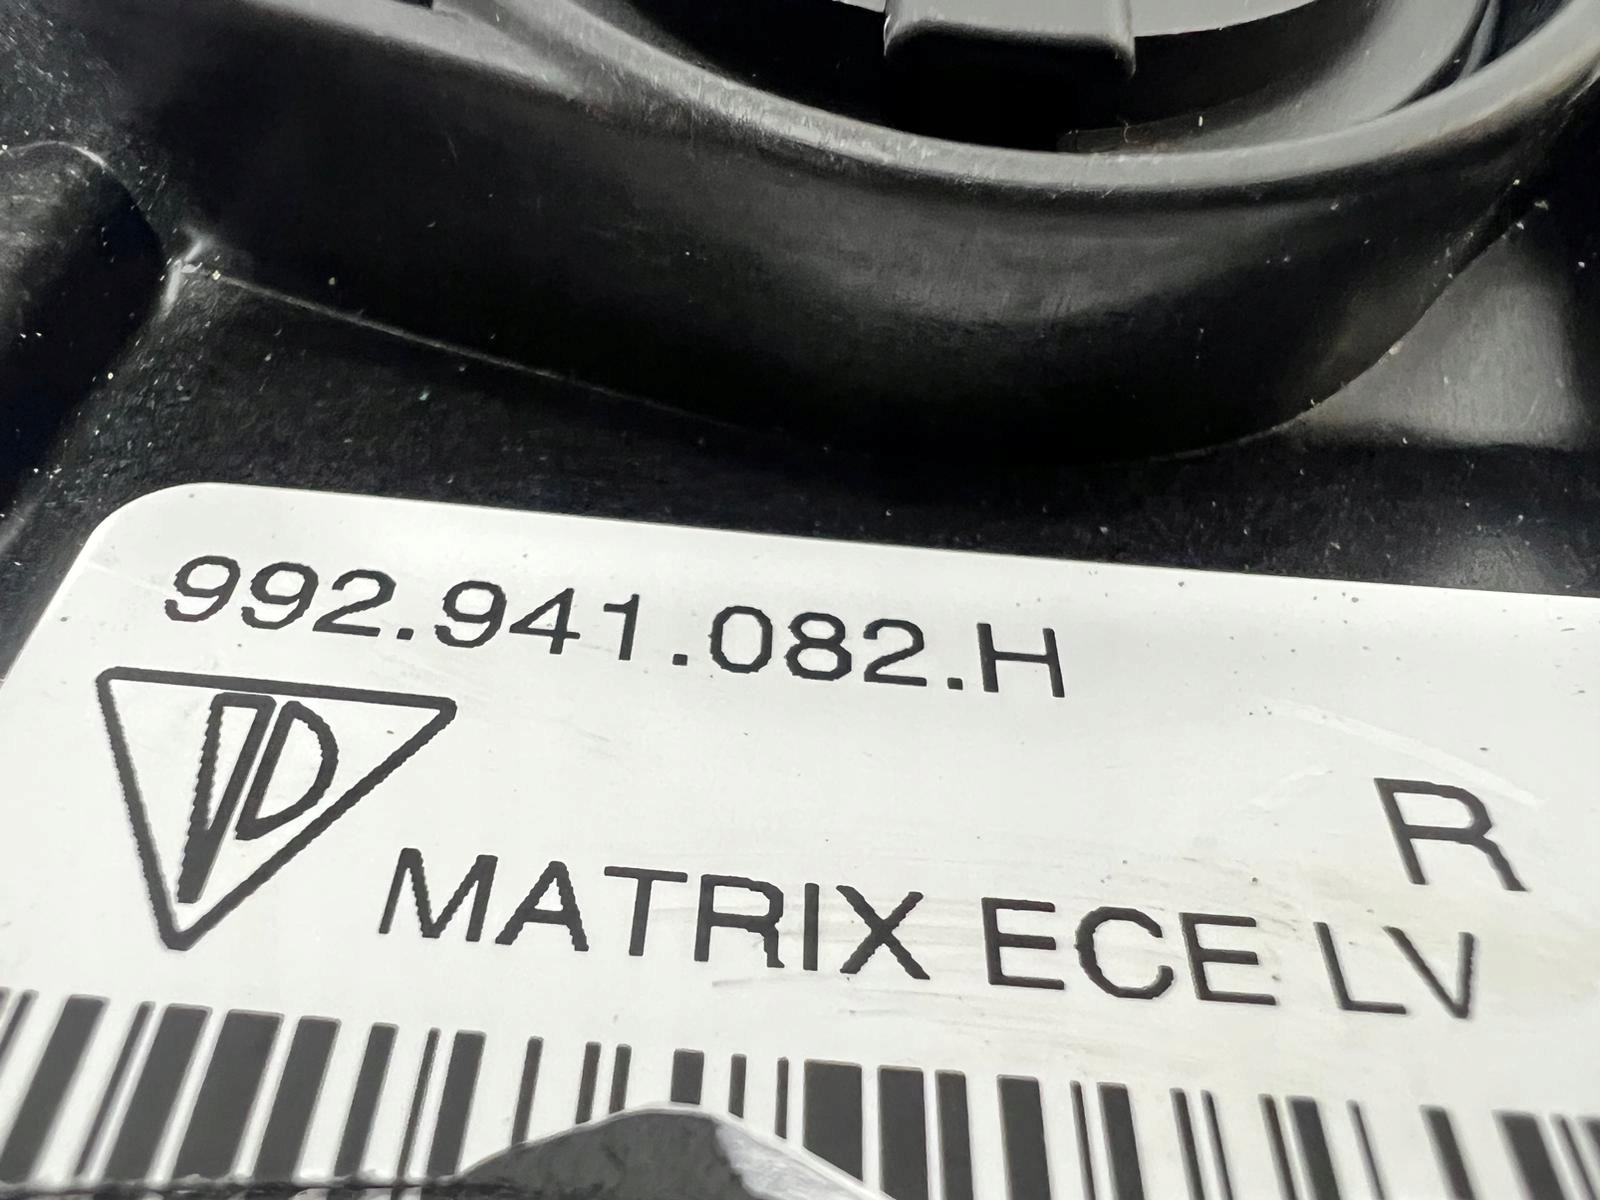 992.941.082.H
R
MATRIX ECE LV